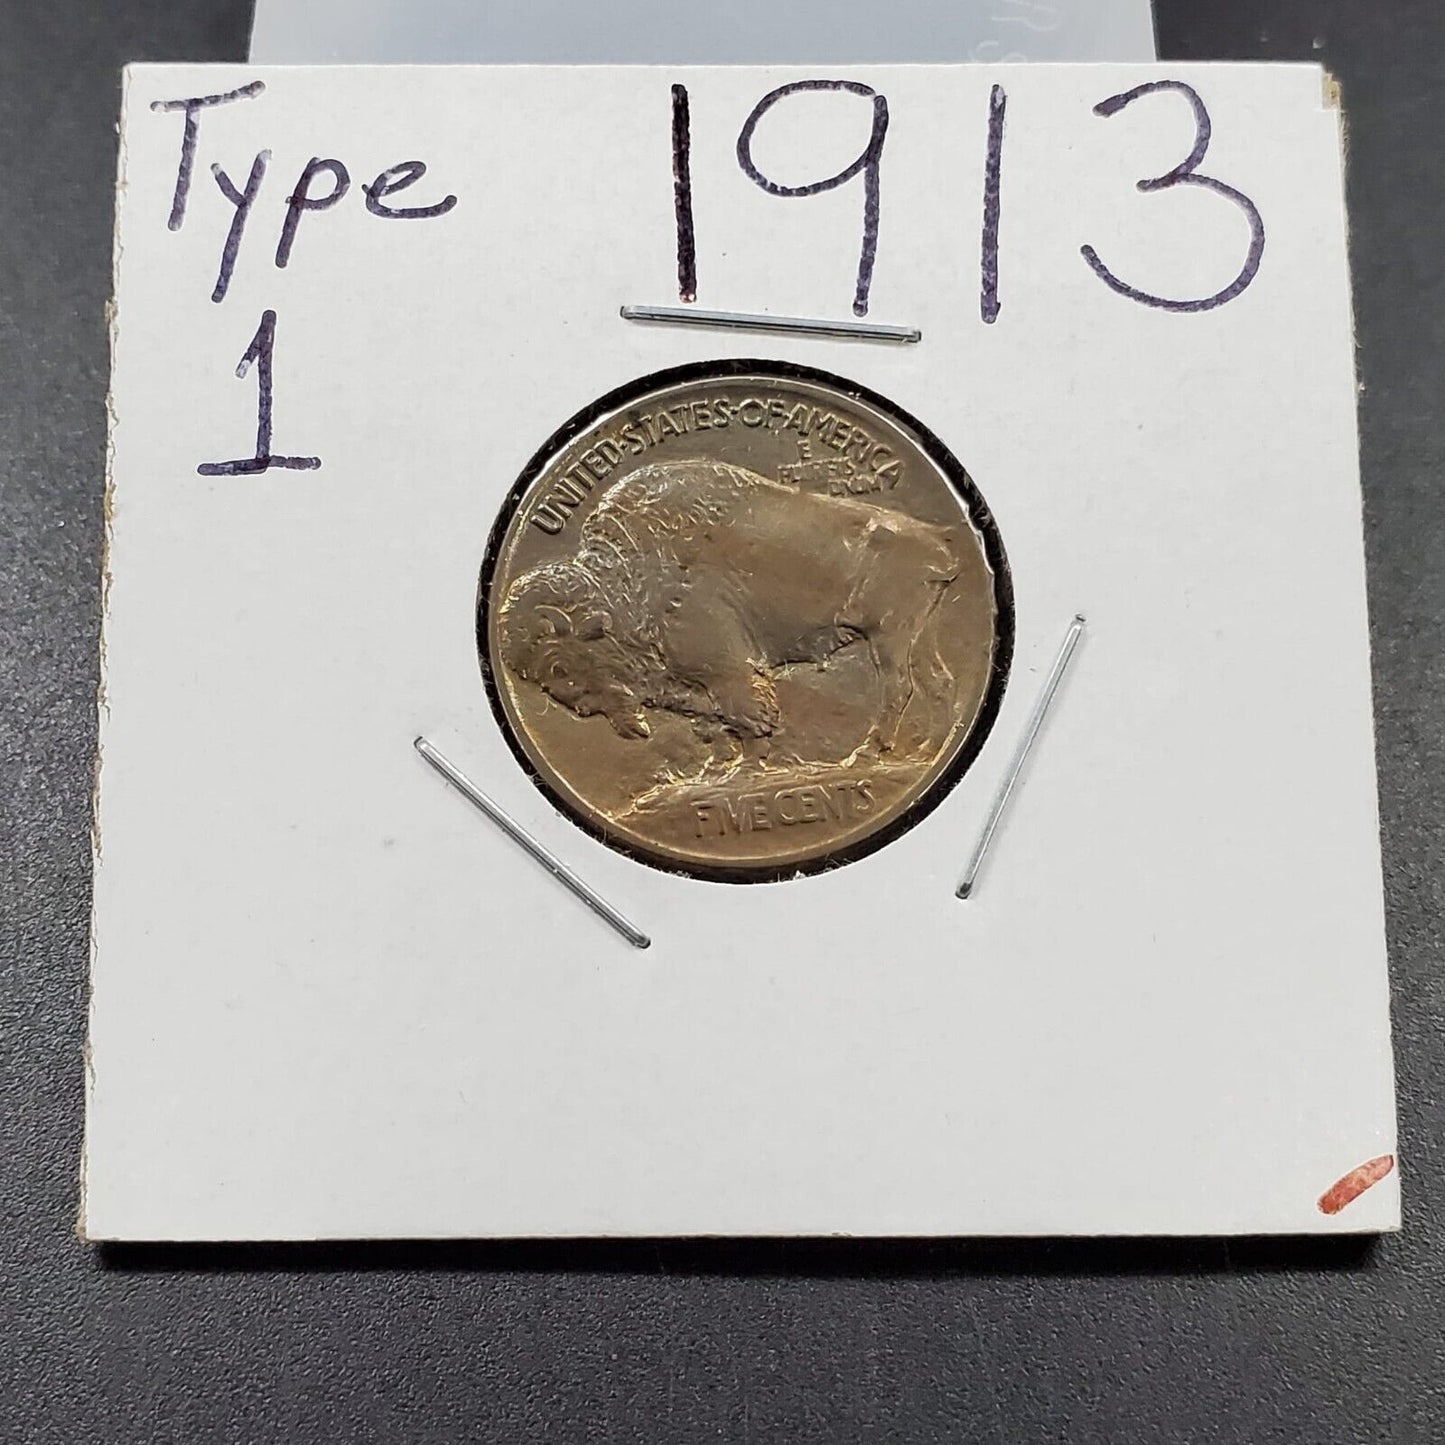 Type 1913
1
UNITED·STATES·OF·AMERICA
E
PLURIBUS
UNUM
FIVE CENTS